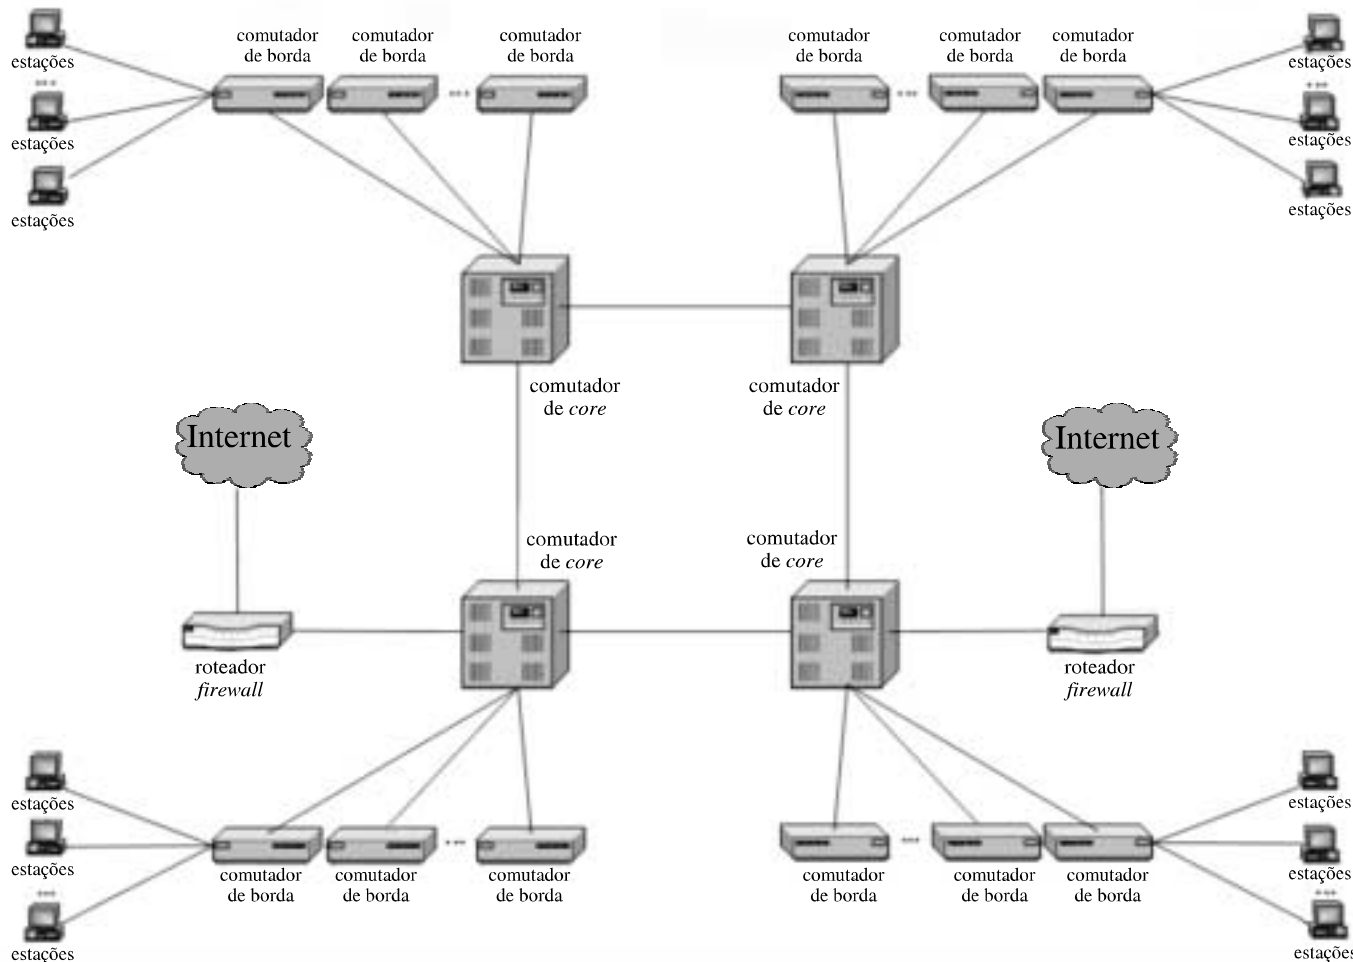 comutador
de borda
comutador
de borda
comutador
de borda
comutador
de borda
comutador
de borda
comutador
de borda
estações
estações
estações
estações
estações
estações
comutador
de core
comutador
de core
Internet
Internet
comutador
de core
comutador
de core
roteador
firewall
roteador
firewall
estações
estações
estações
estações
estações
estações
comutador
de borda
comutador
de borda
comutador
de borda
comutador
de borda
comutador
de borda
comutador
de borda